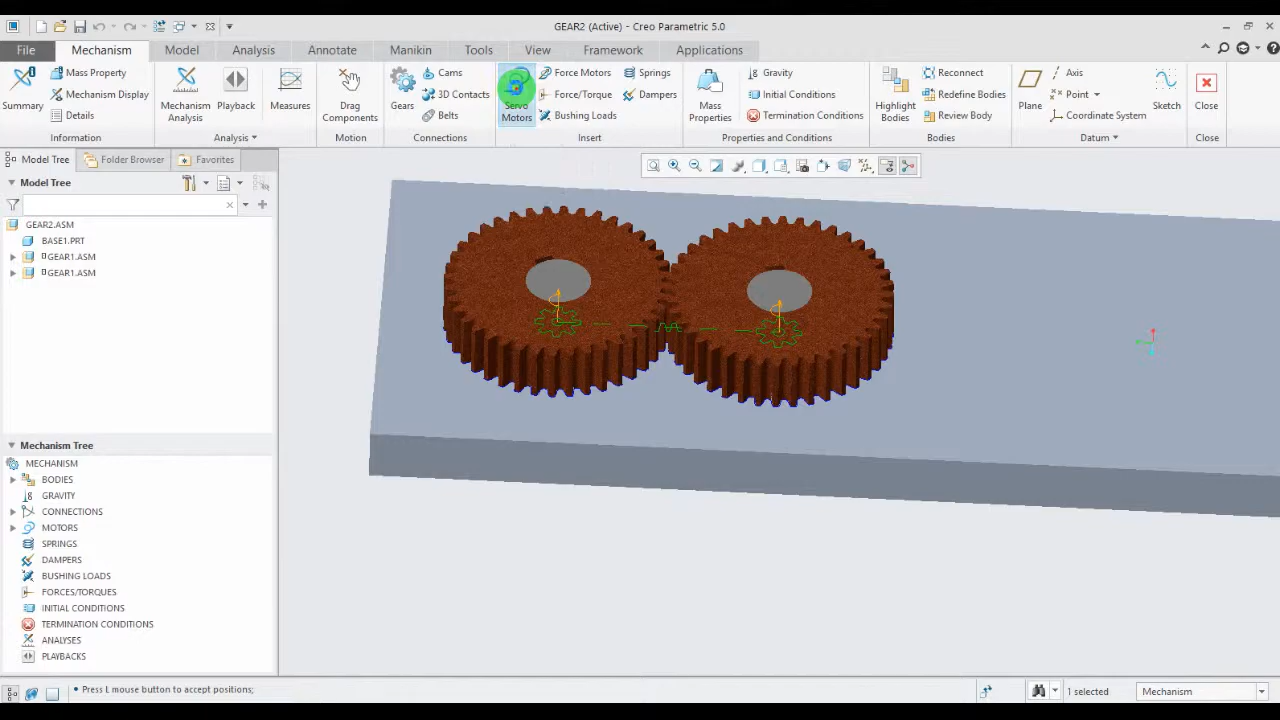 GEAR2 (Active) - Creo Parametric 5.0
File Mechanism Model Analysis Annotate Manikin Tools View Framework Applications
Summary
Mass Property
Mechanism Display
Details
Information
Mechanism Analysis
Playback
Measures
Analysis
Drag Components
Motion
Gears
Cams
3D Contacts
Belts
Connections
Servo Motors
Force Motors
Force/Torque
Bushing Loads
Springs
Dampers
Insert
Mass Properties
Gravity
Initial Conditions
Termination Conditions
Properties and Conditions
Highlight Bodies
Reconnect
Redefine Bodies
Review Body
Bodies
Plane
Axis
Point
Coordinate System
Sketch
Datum
Close
Close
Model Tree Folder Browser Favorites
Model Tree
GEAR2.ASM
BASE1.PRT
GEAR1.ASM
GEAR1.ASM
Mechanism Tree
MECHANISM
BODIES
GRAVITY
CONNECTIONS
MOTORS
SPRINGS
DAMPERS
BUSHING LOADS
FORCES/TORQUES
INITIAL CONDITIONS
TERMINATION CONDITIONS
ANALYSES
PLAYBACKS
• Press L mouse button to accept positions;
1 selected
Mechanism